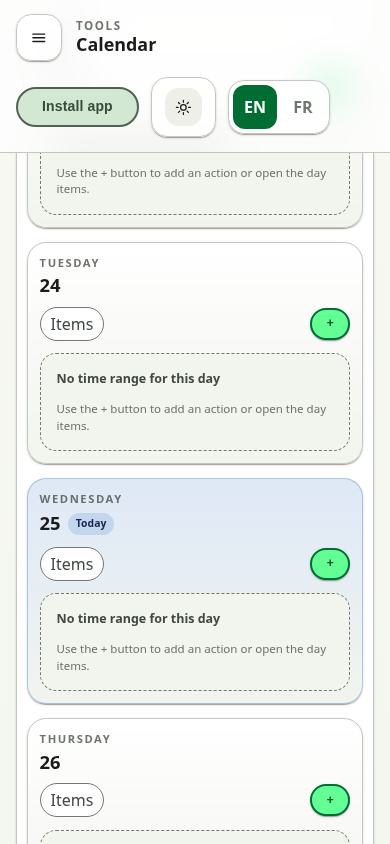 TOOLS
Calendar
Install app
EN FR
Use the + button to add an action or open the day
items.
TUESDAY
24
Items +
No time range for this day
Use the + button to add an action or open the day
items.
WEDNESDAY
25 Today
Items +
No time range for this day
Use the + button to add an action or open the day
items.
THURSDAY
26
Items +